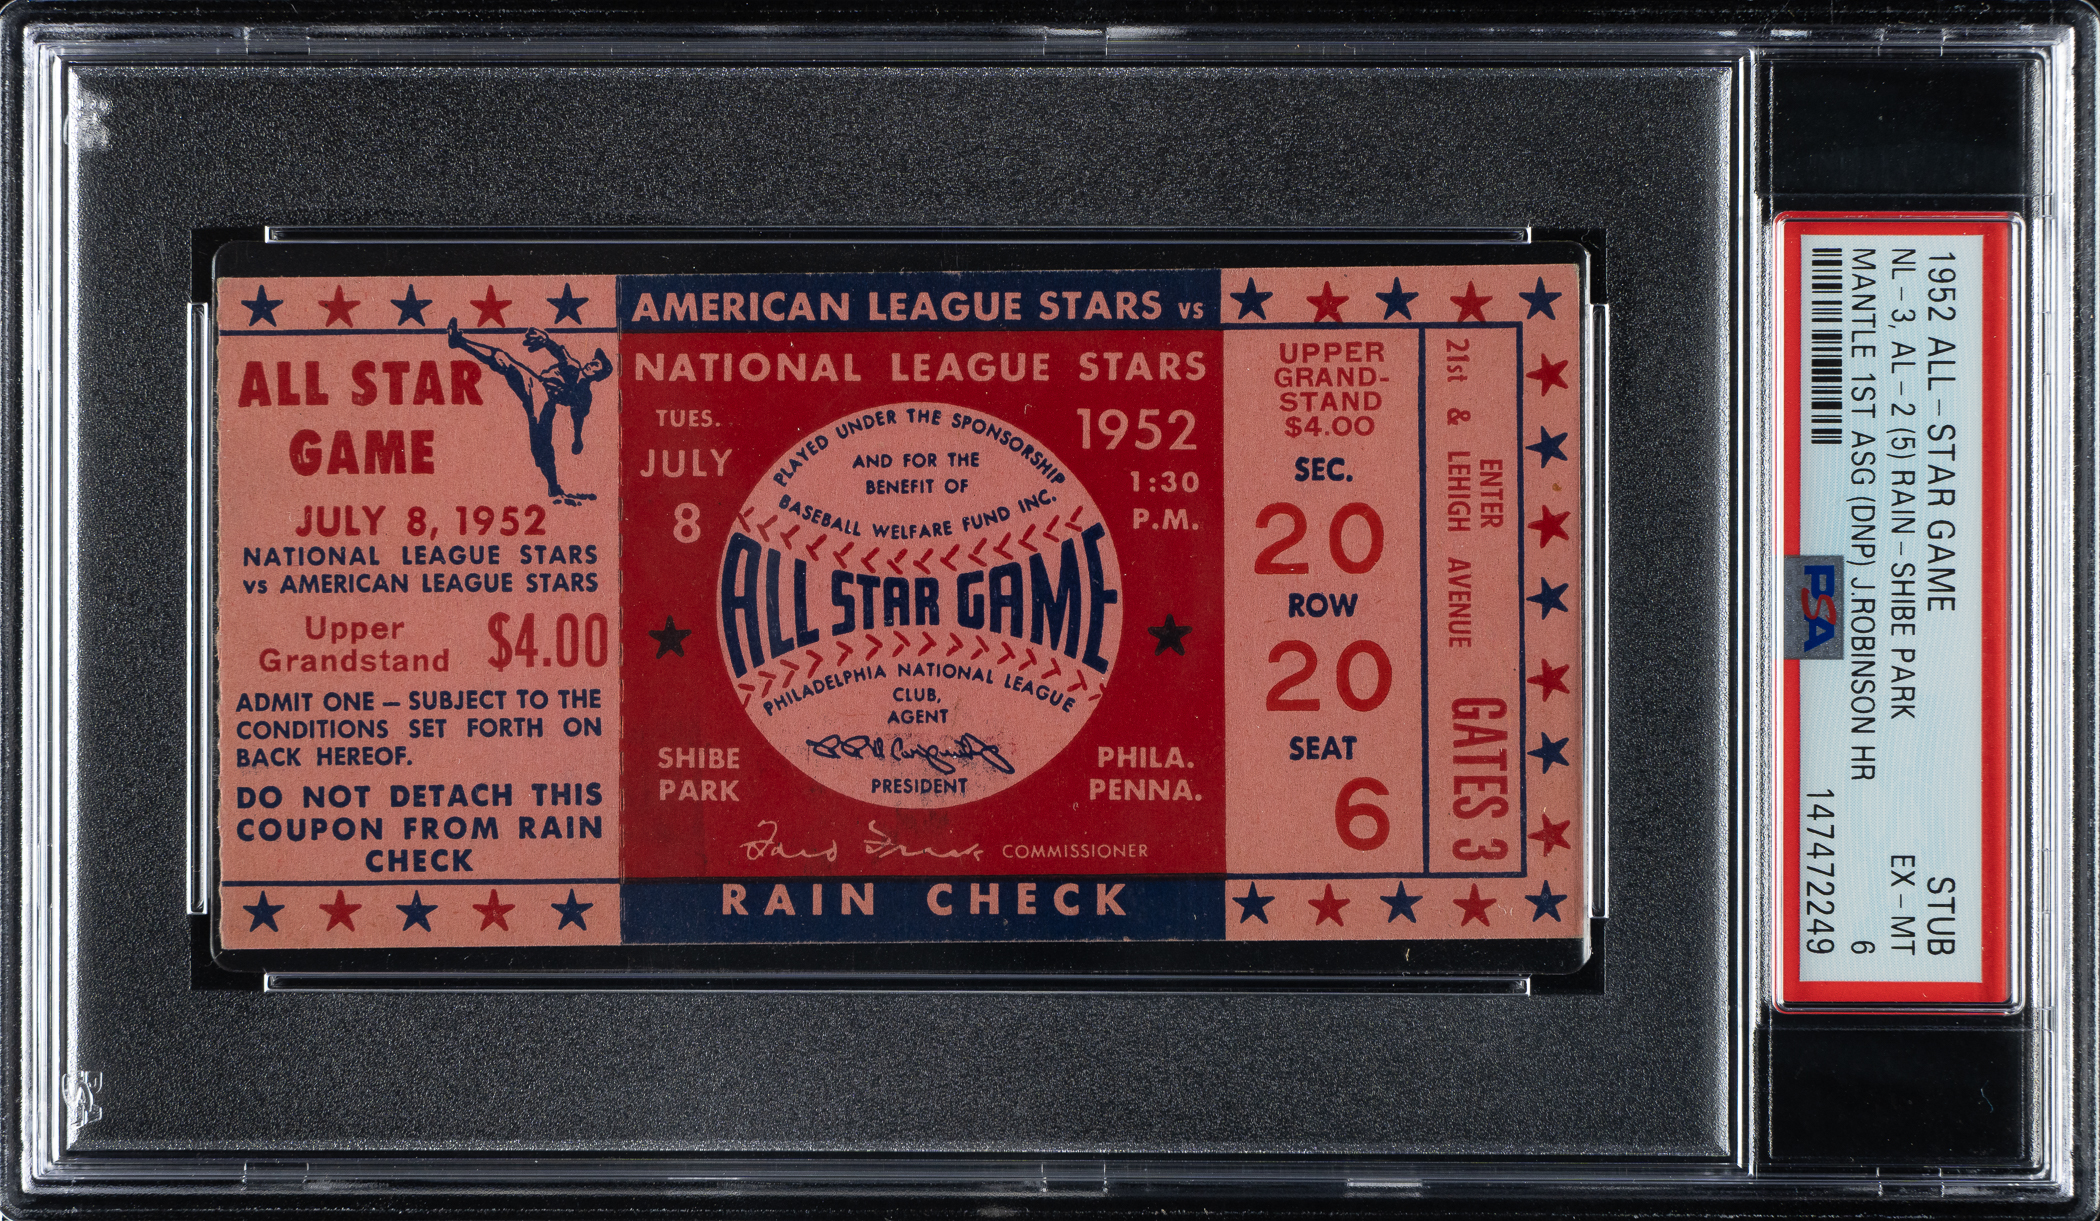 ALL STAR
GAME
JULY 8, 1952
NATIONAL LEAGUE STARS
vs AMERICAN LEAGUE STARS
Upper
Grandstand
$4.00
ADMIT ONE – SUBJECT TO THE
CONDITIONS SET FORTH ON
BACK HEREOF.
DO NOT DETACH THIS
COUPON FROM RAIN
CHECK
AMERICAN LEAGUE STARS vs
NATIONAL LEAGUE STARS
TUES.
JULY
8
1952
1:30
P.M.
PLAYED UNDER THE SPONSORSHIP
AND FOR THE
BENEFIT OF
BASEBALL WELFARE FUND INC.
ALL STAR GAME
PHILADELPHIA NATIONAL LEAGUE
CLUB,
AGENT
PRESIDENT
SHIBE
PARK
PHILA.
PENNA.
Ford Frick COMMISSIONER
RAIN CHECK
UPPER
GRAND-
STAND
$4.00
SEC.
20
ROW
20
SEAT
6
ENTER
21st & LEHIGH AVENUE
GATES 3
1952 ALL-STAR GAME STUB
NL-3, AL-2 (5) RAIN-SHIBE PARK EX-MT
MANTLE 1ST ASG (DNP) J.ROBINSON HR 6
PSA
147472249